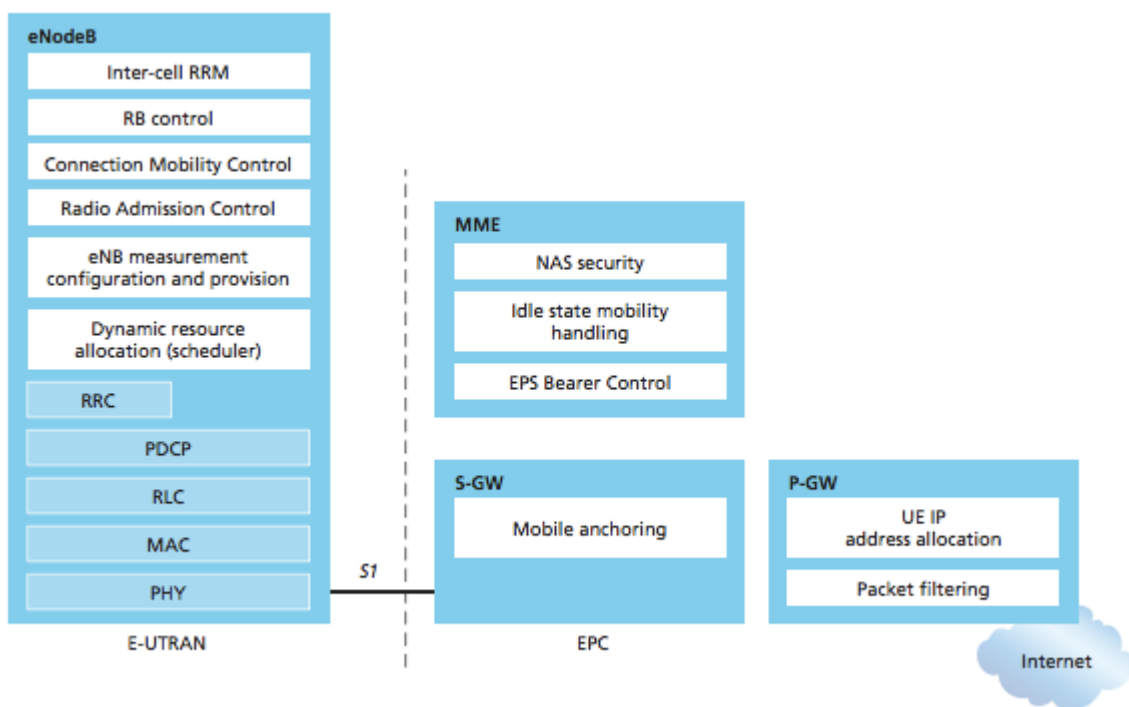 eNodeB
Inter-cell RRM
RB control
Connection Mobility Control
Radio Admission Control
eNB measurement
configuration and provision
Dynamic resource
allocation (scheduler)
RRC
PDCP
RLC
MAC
PHY
E-UTRAN
S1
MME
NAS security
Idle state mobility
handling
EPS Bearer Control
S-GW
Mobile anchoring
EPC
P-GW
UE IP
address allocation
Packet filtering
Internet